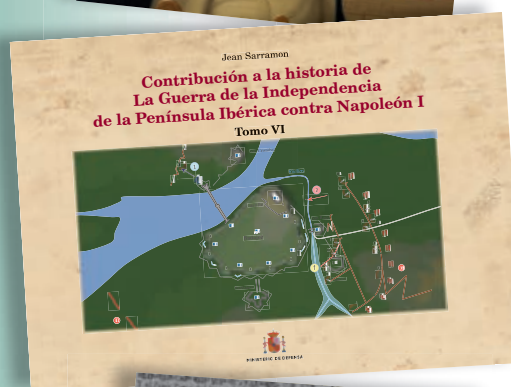 Jean Sarramon
Contribución a la historia de
La Guerra de la Independencia
de la Península Ibérica contra Napoleón I
Tomo VI
MINISTERIO DE DEFENSA